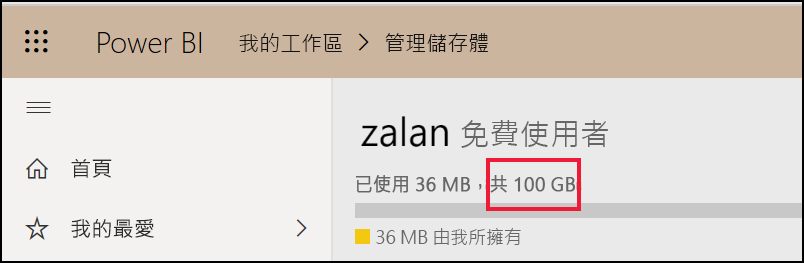 Power BI 我的工作區 > 管理儲存體
zalan 免費使用者
首頁
已使用 36 MB，共 100 GB
我的最愛 >
36 MB 由我所擁有